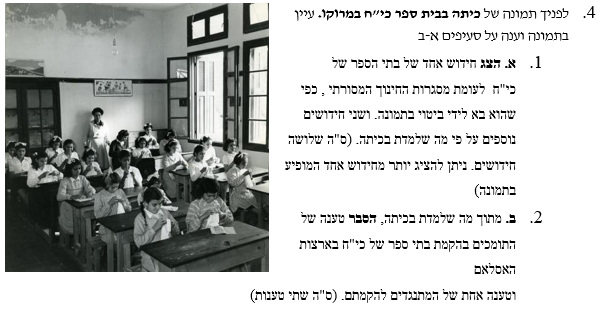 4. לפניך תמונה של כיתה בבית ספר כי״ח במרוקו. עיין
בתמונה וענה על סעיפים א-ב
1. א. הצג חידוש אחד של בתי הספר של
כי"ח לעומת מסגרות החינוך המסורתי , כפי
שהוא בא לידי ביטוי בתמונה. ושני חידושים
נוספים על פי מה שלמדת בכיתה. (ס"ה שלושה
חידושים. ניתן להציג יותר מחידוש אחד המופיע
בתמונה)
2. ב. מתוך מה שלמדת בכיתה, הסבר טענה של
התומכים בהקמת בתי ספר של כי"ח בארצות
האסלאם
וטענה אחת של המתנגדים להקמתם. (ס"ה שתי טענות)